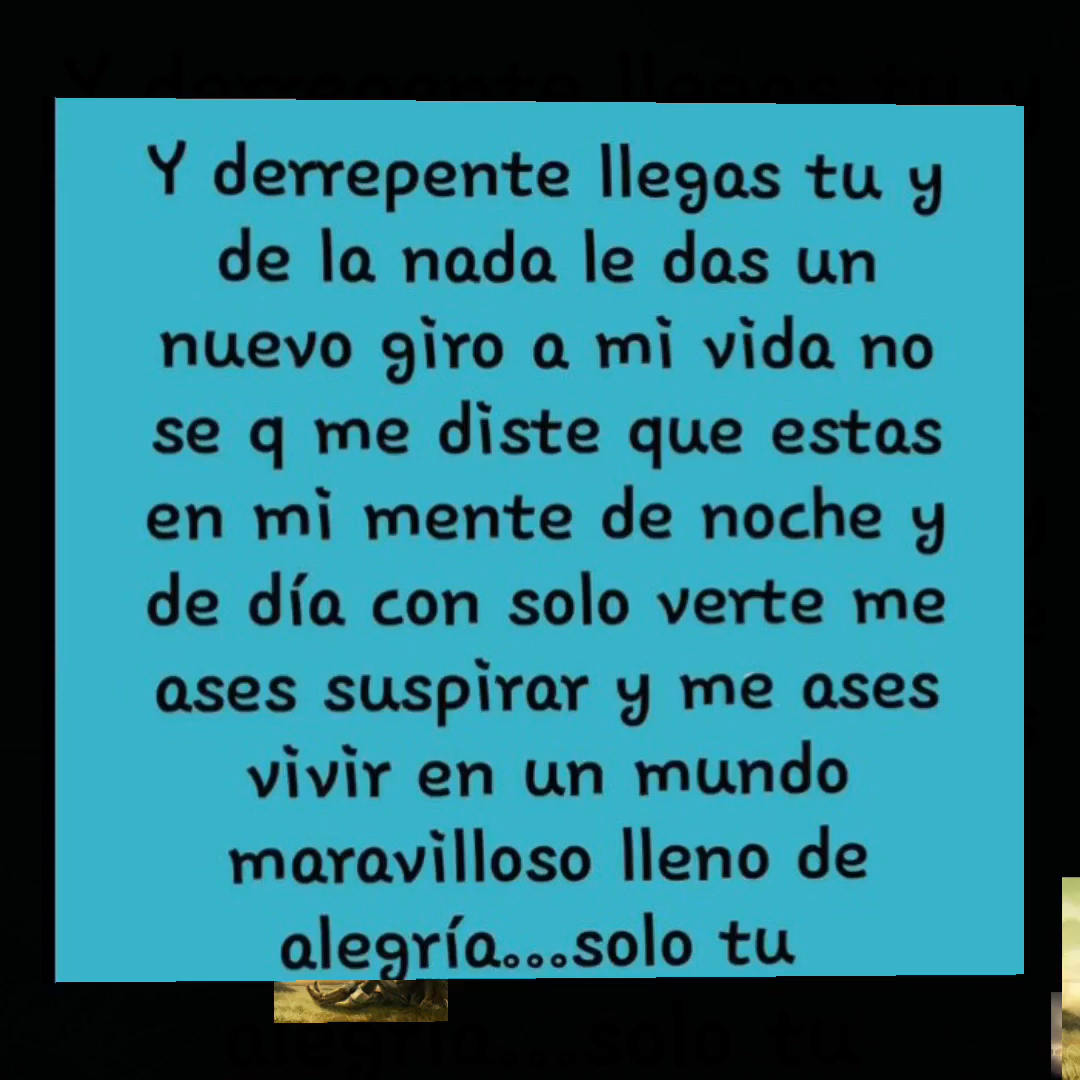 Y derrepente llegas tu y
de la nada le das un
nuevo giro a mi vida no
se q me diste que estas
en mi mente de noche y
de día con solo verte me
ases suspirar y me ases
vivir en un mundo
maravilloso lleno de
alegría...solo tu